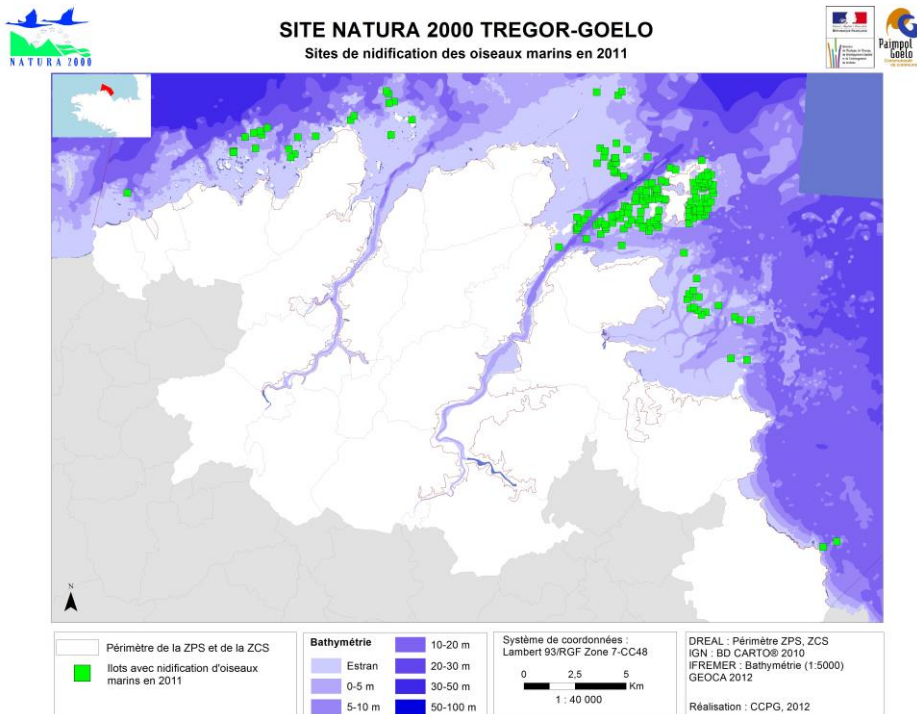 SITE NATURA 2000 TREGOR-GOELO
Sites de nidification des oiseaux marins en 2011
NATURA 2000
RÉPUBLIQUE FRANÇAISE
Paimpol
Goelo
N
Périmètre de la ZPS et de la ZCS
Ilots avec nidification d'oiseaux
marins en 2011
Bathymétrie
Estran
0-5 m
5-10 m
10-20 m
20-30 m
30-50 m
50-100 m
Système de coordonnées :
Lambert 93/RGF Zone 7-CC48
0 2,5 5
Km
1 : 40 000
DREAL : Périmètre ZPS, ZCS
IGN : BD CARTO® 2010
IFREMER : Bathymétrie (1:5000)
GEOCA 2012
Réalisation : CCPG, 2012